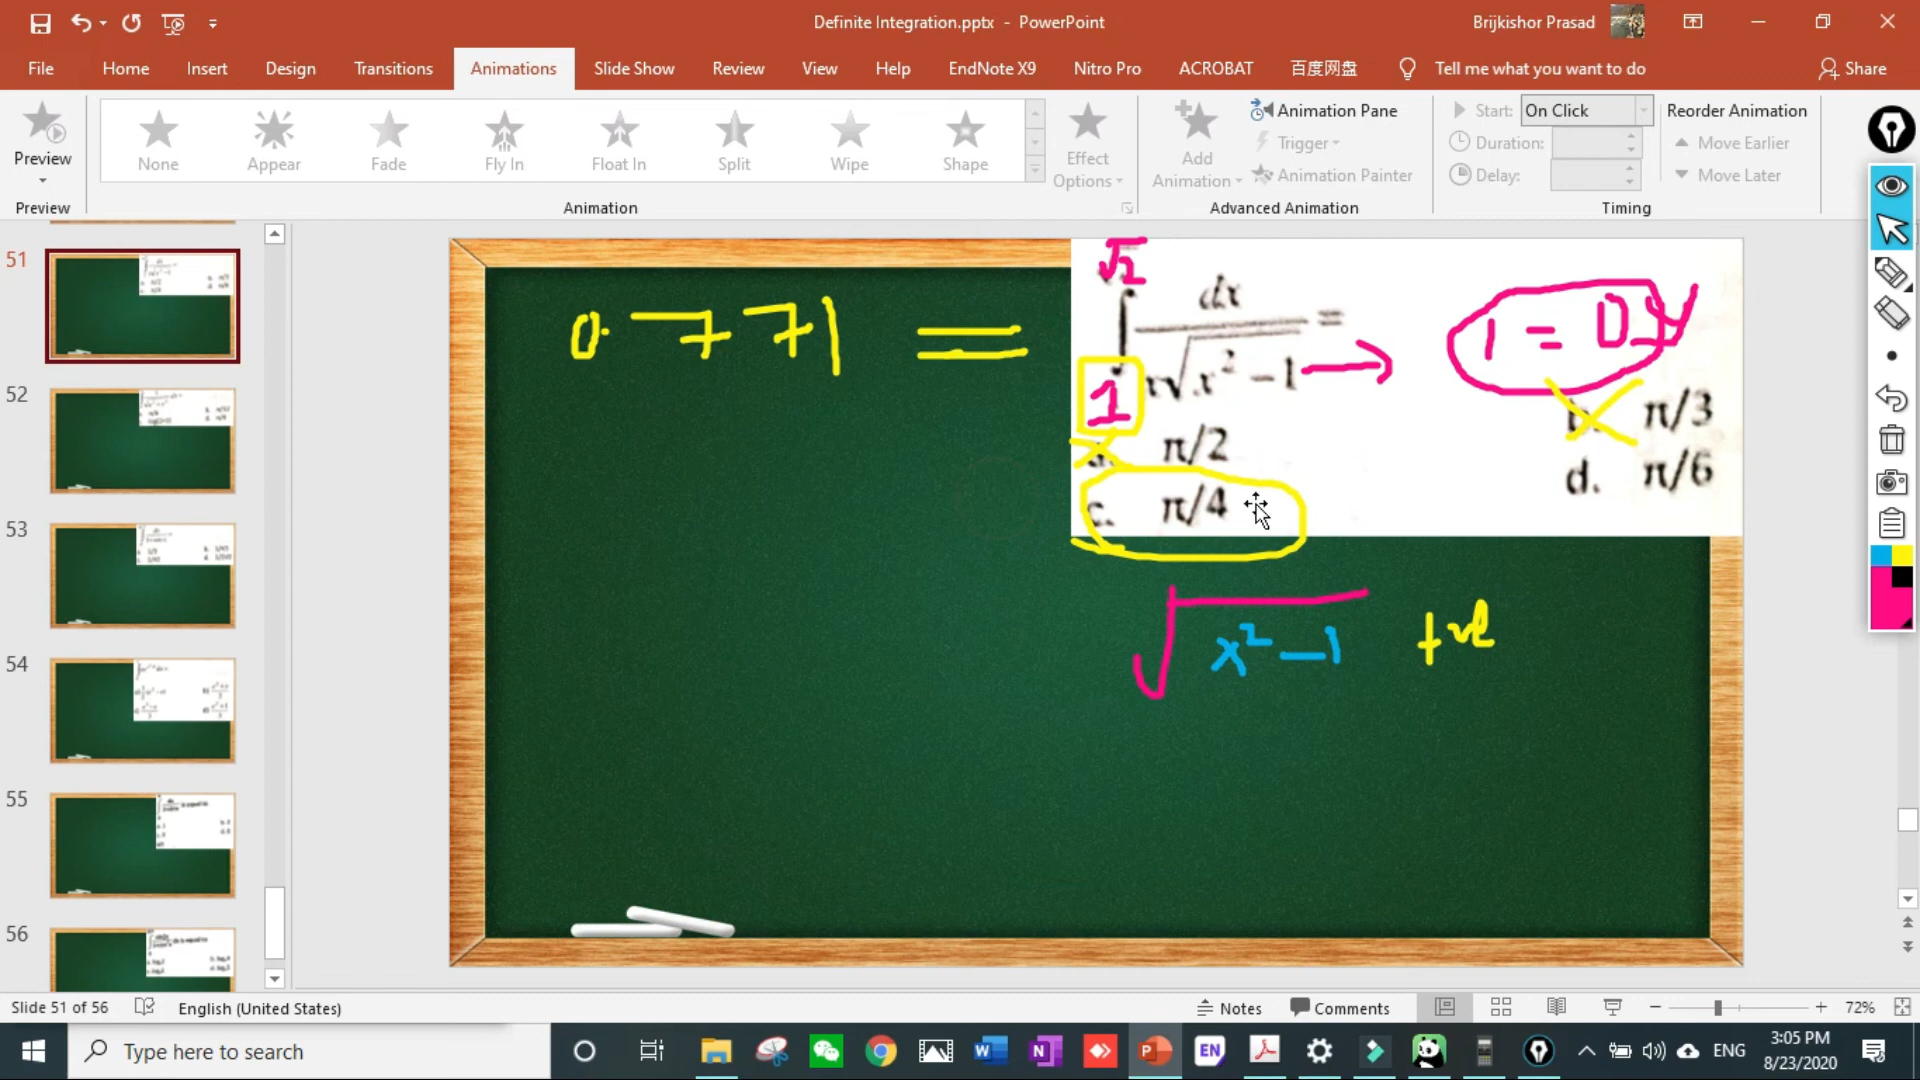 Definite Integration.pptx - PowerPoint
Brijkishor Prasad
File Home Insert Design Transitions Animations Slide Show Review View Help EndNote X9 Nitro Pro ACROBAT 百度网盘 Tell me what you want to do Share
Preview
None Appear Fade Fly In Float In Split Wipe Shape
Effect Options
Add Animation
Animation Pane
Trigger
Animation Painter
Start: On Click
Duration:
Delay:
Reorder Animation
Move Earlier
Move Later
Preview Animation Advanced Animation Timing
51
52
53
54
55
56
0771 =
√2
∫ dx / x√x² − 1 =
1
→ 1 = D
a. π/2
b. π/3
c. π/4
d. π/6
√x² − 1 +ve
Slide 51 of 56 English (United States) Notes Comments 72%
Type here to search
EN
ENG
3:05 PM
8/23/2020